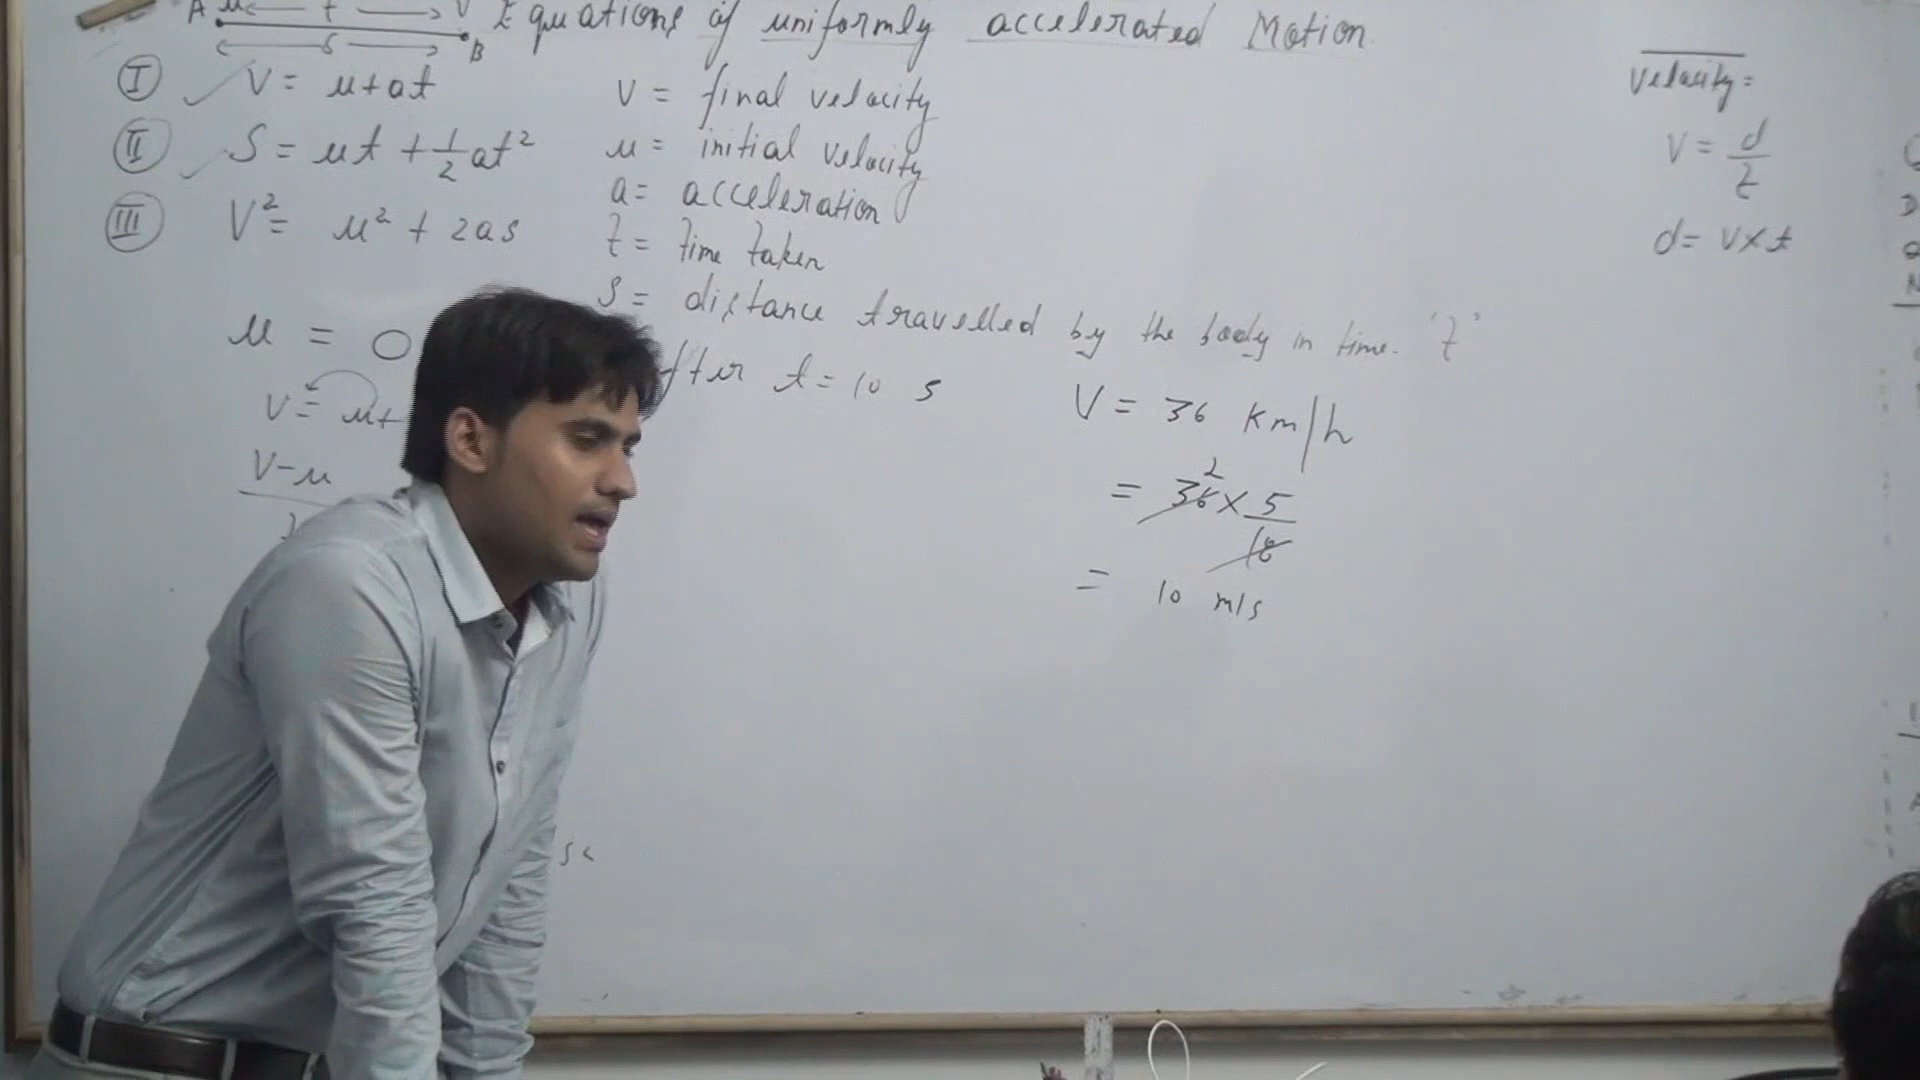 A u t V Equations of uniformly accelerated Motion
S B
I V = u+at
II S = ut + 1/2 at²
III V² = u² + 2as
V = final velocity
u = initial velocity
a = acceleration
t = time taken
S = distance travelled by the body in time. 't'
u = 0
t = 10 s
V = 36 km/h
V = u+
= 36 2 × 5/18
V-u
= 10 m/s
velocity =
V = d/t
d = V×t